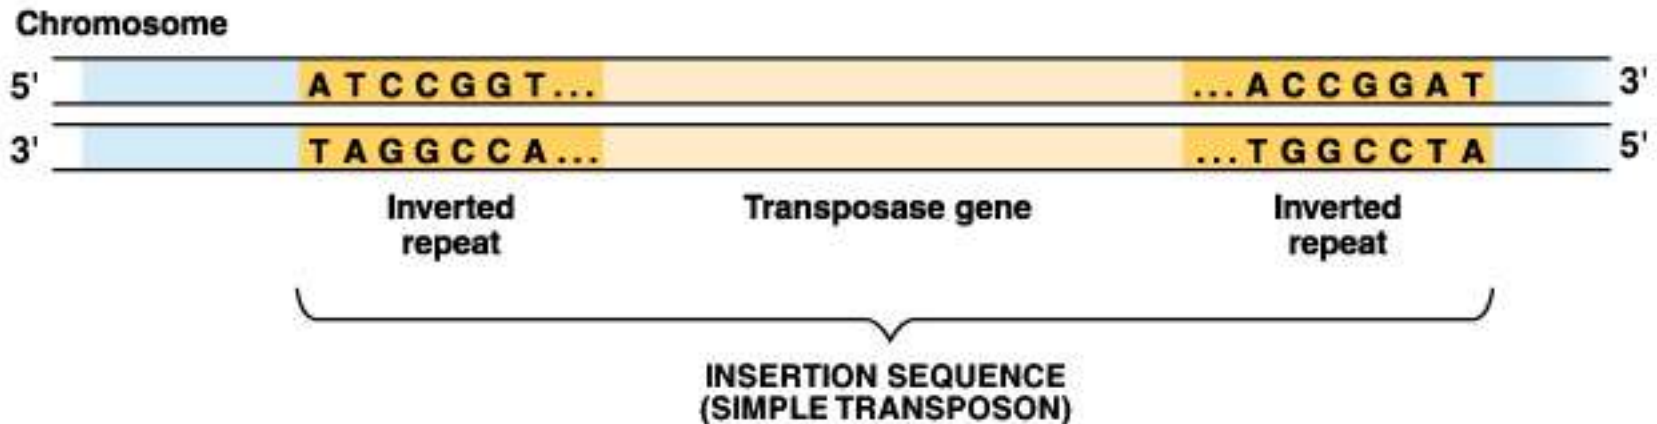 Chromosome
5' ATCCGGT... ...ACCGGAT 3'
3' TAGGCCA... ...TGGCCTA 5'
Inverted repeat
Transposase gene
Inverted repeat
INSERTION SEQUENCE
(SIMPLE TRANSPOSON)